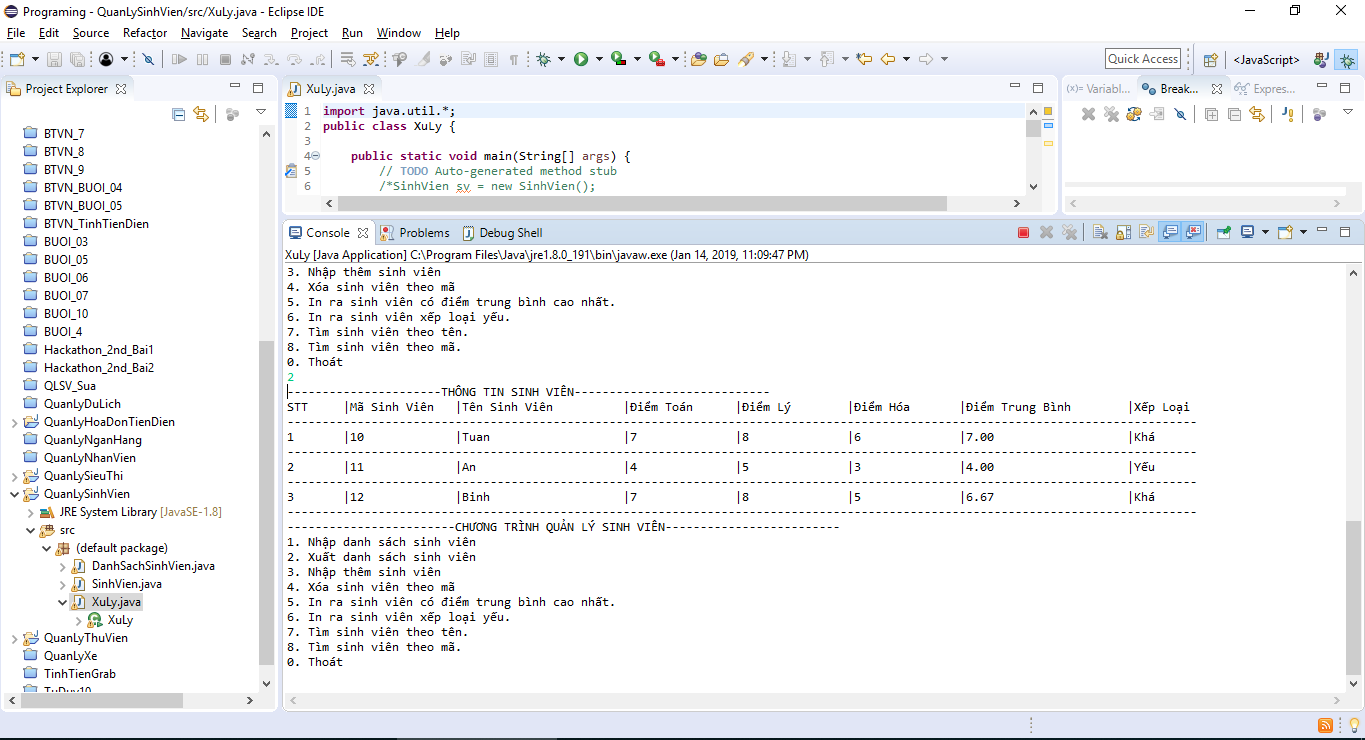 Programing - QuanLySinhVien/src/XuLy.java - Eclipse IDE
File Edit Source Refactor Navigate Search Project Run Window Help
Quick Access <JavaScript>
Project Explorer
BTVN_7
BTVN_8
BTVN_9
BTVN_BUOI_04
BTVN_BUOI_05
BTVN_TinhTienDien
BUOI_03
BUOI_05
BUOI_06
BUOI_07
BUOI_10
BUOI_4
Hackathon_2nd_Bai1
Hackathon_2nd_Bai2
QLSV_Sua
QuanLyDuLich
QuanLyHoaDonTienDien
QuanLyNganHang
QuanLyNhanVien
QuanLySieuThi
QuanLySinhVien
JRE System Library [JavaSE-1.8]
src
(default package)
DanhSachSinhVien.java
SinhVien.java
XuLy.java
XuLy
QuanLyThuVien
QuanLyXe
TinhTienGrab
TuDuy10
XuLy.java
1 import java.util.*;
2 public class XuLy {
3
4 public static void main(String[] args) {
5 // TODO Auto-generated method stub
6 /*SinhVien sv = new SinhVien();
(x)= Variabl... Break... Expres...
Console Problems Debug Shell
XuLy [Java Application] C:\Program Files\Java\jre1.8.0_191\bin\javaw.exe (Jan 14, 2019, 11:09:47 PM)
3. Nhập thêm sinh viên
4. Xóa sinh viên theo mã
5. In ra sinh viên có điểm trung bình cao nhất.
6. In ra sinh viên xếp loại yếu.
7. Tìm sinh viên theo tên.
8. Tìm sinh viên theo mã.
0. Thoát
2
----------------------THÔNG TIN SINH VIÊN----------------------------
STT |Mã Sinh Viên |Tên Sinh Viên |Điểm Toán |Điểm Lý |Điểm Hóa |Điểm Trung Bình |Xếp Loại
1 |10 |Tuan |7 |8 |6 |7.00 |Khá
2 |11 |An |4 |5 |3 |4.00 |Yếu
3 |12 |Binh |7 |8 |5 |6.67 |Khá
------------------------CHƯƠNG TRÌNH QUẢN LÝ SINH VIÊN-------------------------
1. Nhập danh sách sinh viên
2. Xuất danh sách sinh viên
3. Nhập thêm sinh viên
4. Xóa sinh viên theo mã
5. In ra sinh viên có điểm trung bình cao nhất.
6. In ra sinh viên xếp loại yếu.
7. Tìm sinh viên theo tên.
8. Tìm sinh viên theo mã.
0. Thoát